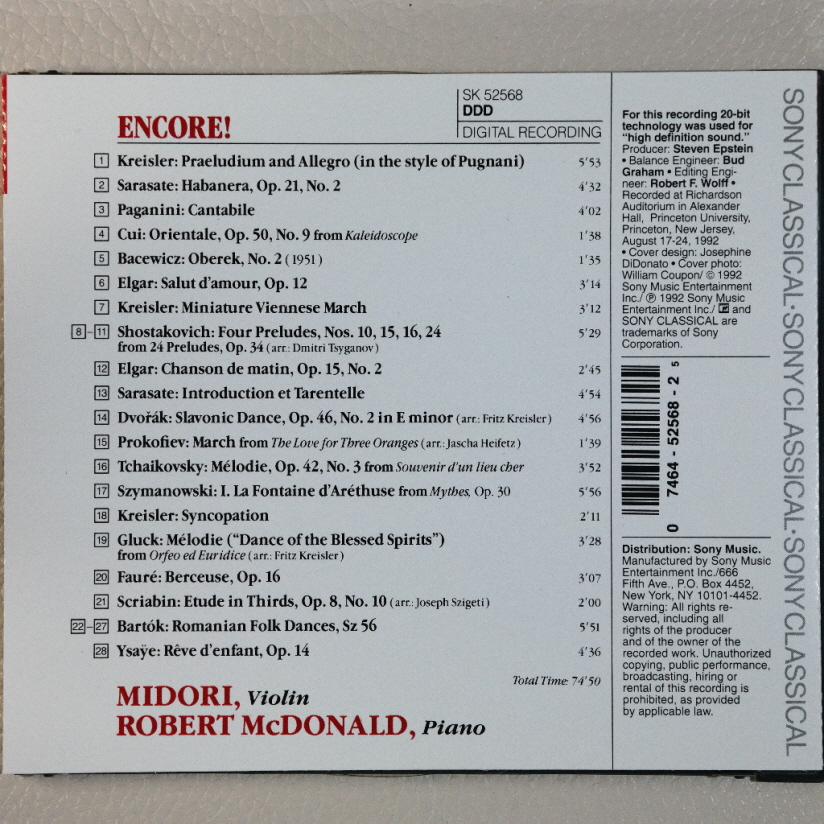 SK 52568
DDD
DIGITAL RECORDING
ENCORE!
1 Kreisler: Praeludium and Allegro (in the style of Pugnani) 5'53
2 Sarasate: Habanera, Op. 21, No. 2 4'32
3 Paganini: Cantabile 4'02
4 Cui: Orientale, Op. 50, No. 9 from Kaleidoscope 1'38
5 Bacewicz: Oberek, No. 2 (1951) 1'35
6 Elgar: Salut d'amour, Op. 12 3'14
7 Kreisler: Miniature Viennese March 3'12
8-11 Shostakovich: Four Preludes, Nos. 10, 15, 16, 24 5'29
from 24 Preludes, Op. 34 (arr.: Dmitri Tsyganov)
12 Elgar: Chanson de matin, Op. 15, No. 2 2'45
13 Sarasate: Introduction et Tarentelle 4'54
14 Dvořák: Slavonic Dance, Op. 46, No. 2 in E minor (arr.: Fritz Kreisler) 4'56
15 Prokofiev: March from The Love for Three Oranges (arr.: Jascha Heifetz) 1'39
16 Tchaikovsky: Mélodie, Op. 42, No. 3 from Souvenir d'un lieu cher 3'52
17 Szymanowski: I. La Fontaine d'Aréthuse from Mythes, Op. 30 5'56
18 Kreisler: Syncopation 2'11
19 Gluck: Mélodie ("Dance of the Blessed Spirits") 3'28
from Orfeo ed Euridice (arr.: Fritz Kreisler)
20 Fauré: Berceuse, Op. 16 3'07
21 Scriabin: Etude in Thirds, Op. 8, No. 10 (arr.: Joseph Szigeti) 2'00
22-27 Bartók: Romanian Folk Dances, Sz 56 5'51
28 Ysaÿe: Rêve d'enfant, Op. 14 4'36
Total Time: 74'50
MIDORI, Violin
ROBERT McDONALD, Piano
For this recording 20-bit
technology was used for
"high definition sound."
Producer: Steven Epstein
• Balance Engineer: Bud
Graham • Editing Engi-
neer: Robert F. Wolff •
Recorded at Richardson
Auditorium in Alexander
Hall, Princeton University,
Princeton, New Jersey,
August 17-24, 1992
• Cover design: Josephine
DiDonato • Cover photo:
William Coupon/ © 1992
Sony Music Entertainment
Inc./ ℗ 1992 Sony Music
Entertainment Inc./ and
SONY CLASSICAL are
trademarks of Sony
Corporation.
0 7464-52568-2 5
Distribution: Sony Music.
Manufactured by Sony Music
Entertainment Inc./666
Fifth Ave., P.O. Box 4452,
New York, NY 10101-4452.
Warning: All rights re-
served, including all
rights of the producer
and of the owner of the
recorded work. Unauthorized
copying, public performance,
broadcasting, hiring or
rental of this recording is
prohibited, as provided
by applicable law.
SONYCLASSICAL·SONYCLASSICAL·SONYCLASSICAL